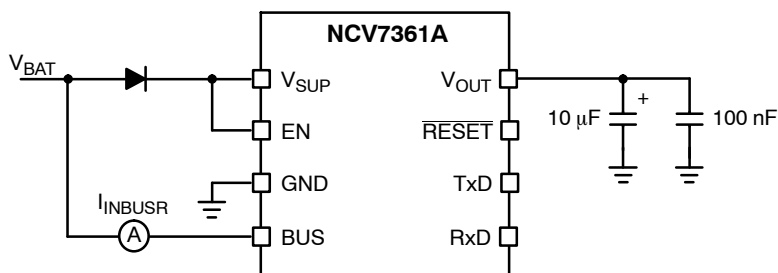 NCV7361A
V_BAT
V_SUP
V_OUT
10 μF
+
100 nF
EN
RESET
GND
TxD
I_INBUSR
A
BUS
RxD